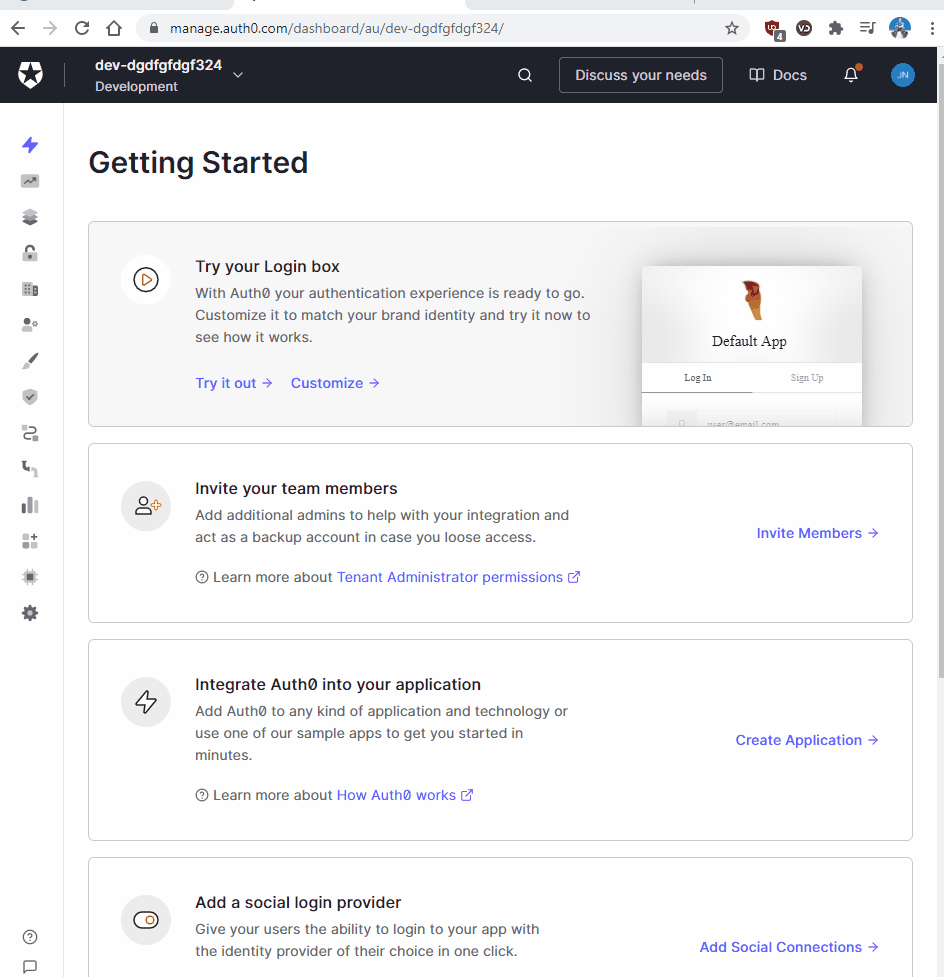 manage.auth0.com/dashboard/au/dev-dgdfgfdgf324/
4
dev-dgdfgfdgf324
Development
Discuss your needs
Docs
JN
Getting Started
Try your Login box
With Auth0 your authentication experience is ready to go.
Customize it to match your brand identity and try it now to
see how it works.
Try it out →
Customize →
Default App
Log In
Sign Up
user@email.com
Invite your team members
Add additional admins to help with your integration and
act as a backup account in case you loose access.
Invite Members →
Learn more about Tenant Administrator permissions
Integrate Auth0 into your application
Add Auth0 to any kind of application and technology or
use one of our sample apps to get you started in
minutes.
Create Application →
Learn more about How Auth0 works
Add a social login provider
Give your users the ability to login to your app with
the identity provider of their choice in one click.
Add Social Connections →